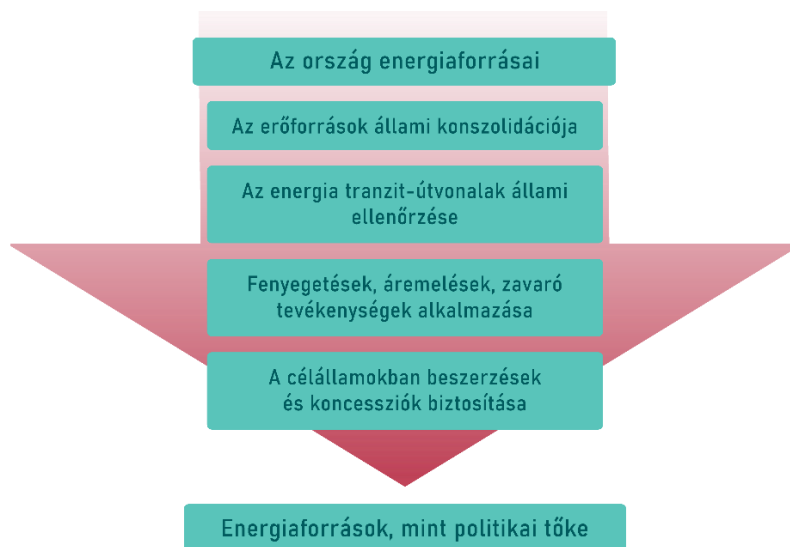 Az ország energiaforrásai
Az erőforrások állami konszolidációja
Az energia tranzit-útvonalak állami
ellenőrzése
Fenyegetések, áremelések, zavaró
tevékenységek alkalmazása
A célállamokban beszerzések
és koncessziók biztosítása
Energiaforrások, mint politikai tőke